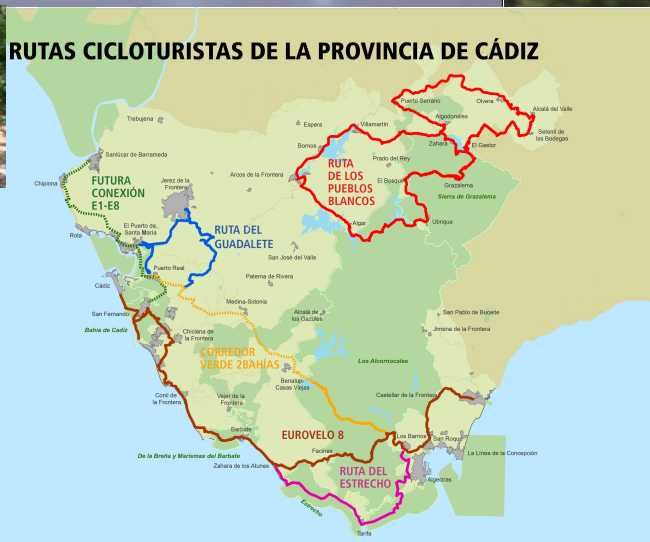 RUTAS CICLOTURISTAS DE LA PROVINCIA DE CÁDIZ
Puerto Serrano
Olvera
Alcalá del Valle
Trebujena
Espera
Villamartín
Algodonales
Setenil de
las Bodegas
Bornos
Zahara
El Gastor
Sanlúcar de Barrameda
Prado del Rey
Chipiona
FUTURA
CONEXIÓN
E1-E8
Jerez de la
Frontera
Arcos de la Frontera
RUTA
DE LOS
PUEBLOS
BLANCOS
El Bosque
Grazalema
Sierra de Grazalema
Rota
El Puerto de
Santa María
RUTA DEL
GUADALETE
Algar
Ubrique
San José del Valle
Puerto Real
Paterna de Rivera
Cádiz
Medina-Sidonia
San Fernando
Alcalá de
los Gazules
San Pablo de Buceite
Bahía de Cadiz
Chiclana de
la Frontera
Jimena de la Frontera
CORREDOR
VERDE 2BAHÍAS
Los Alcornocales
Benalup-
Casas Viejas
Conil de
la Frontera
Vejer de la
Frontera
Castellar de la Frontera
Barbate
EUROVELO 8
Los Barrios
San Roque
De la Breña y Marismas del Barbate
Facinas
La Línea de la Concepción
Zahara de los Atunes
RUTA DEL
ESTRECHO
Algeciras
Estrecho
Tarifa